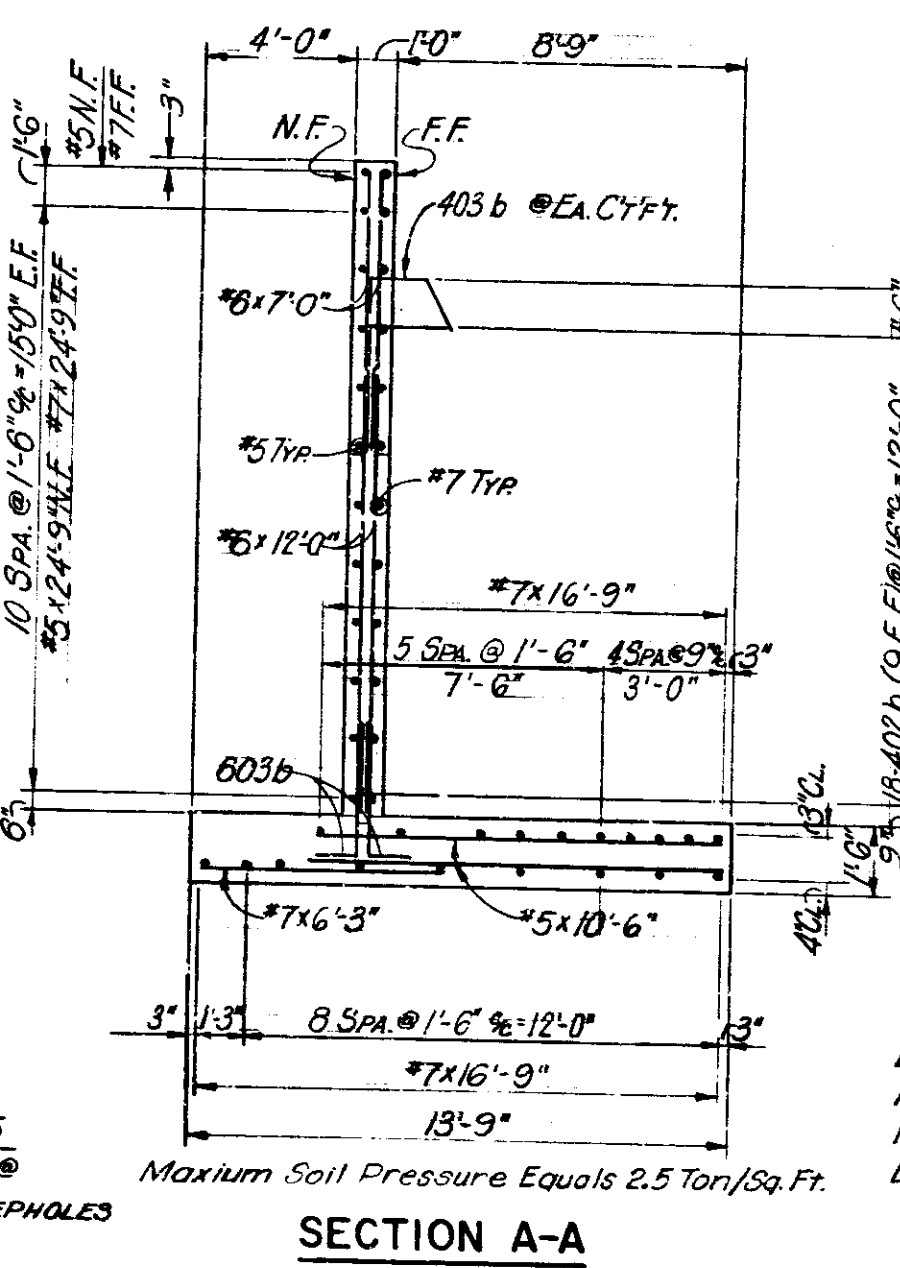 4'-0"
1'-0"
8'-9"
1'-6"
#5 N.F.
#7 F.F.
3"
N.F.
F.F.
403 b @ EA. C'T'F'T.
10 SPA. @ 1'-6" c/c = 15'-0" E.F.
#5 x 24'-9" N.F. #7 x 24'-9" F.F.
#6 x 7'-0"
#5 TYP.
#7 TYP.
#6 x 12'-0"
#7 x 16'-9"
5 SPA. @ 1'-6"
7'-6"
4 SPA. @ 9" c/c
3'-0"
3"
603b
6"
3" CL.
1'-6"
9"
4" CL.
#7 x 6'-3"
#5 x 10'-6"
3"
1'-3"
8 SPA. @ 1'-6" c/c = 12'-0"
3"
#7 x 16'-9"
13'-9"
@
Maxium Soil Pressure Equals 2.5 Ton/Sq. Ft.
EPHOLES
SECTION A-A